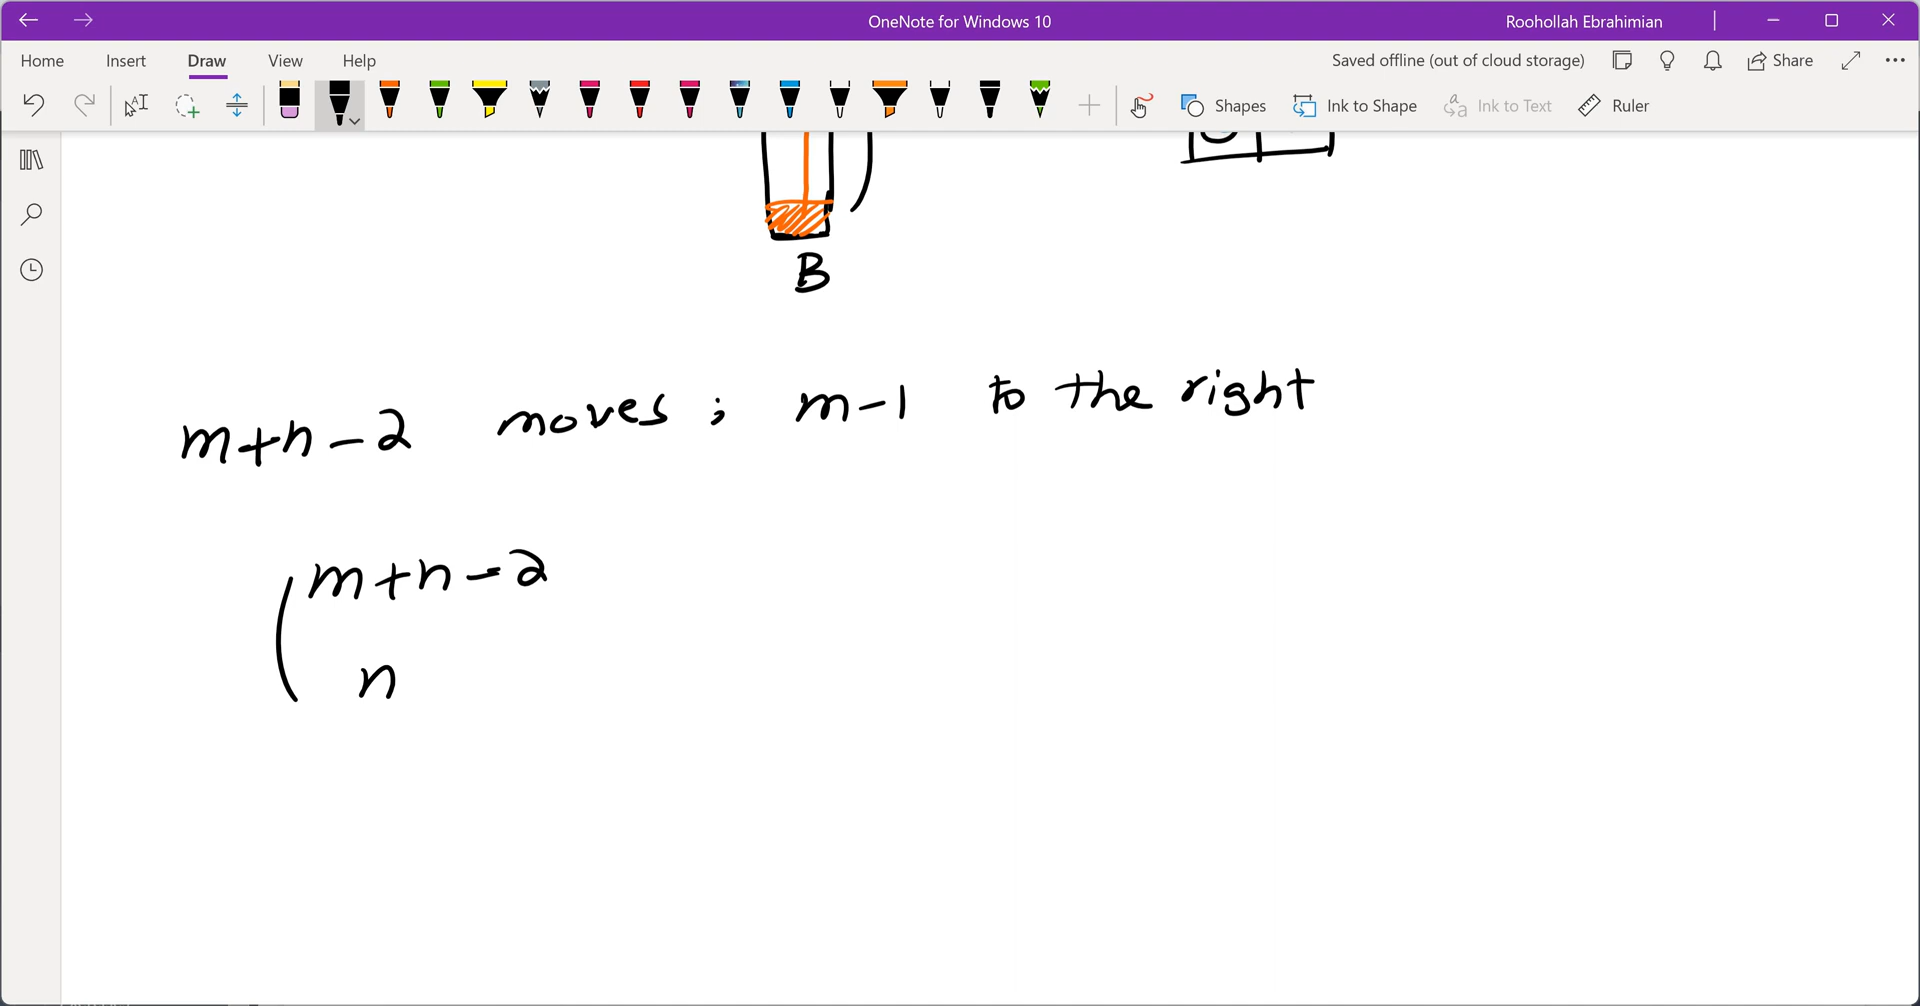 OneNote for Windows 10
Roohollah Ebrahimian
Home Insert Draw View Help
Saved offline (out of cloud storage) Share
Shapes Ink to Shape Ink to Text Ruler
B
m+n-2 moves ; m-1 to the right
(m+n-2
n